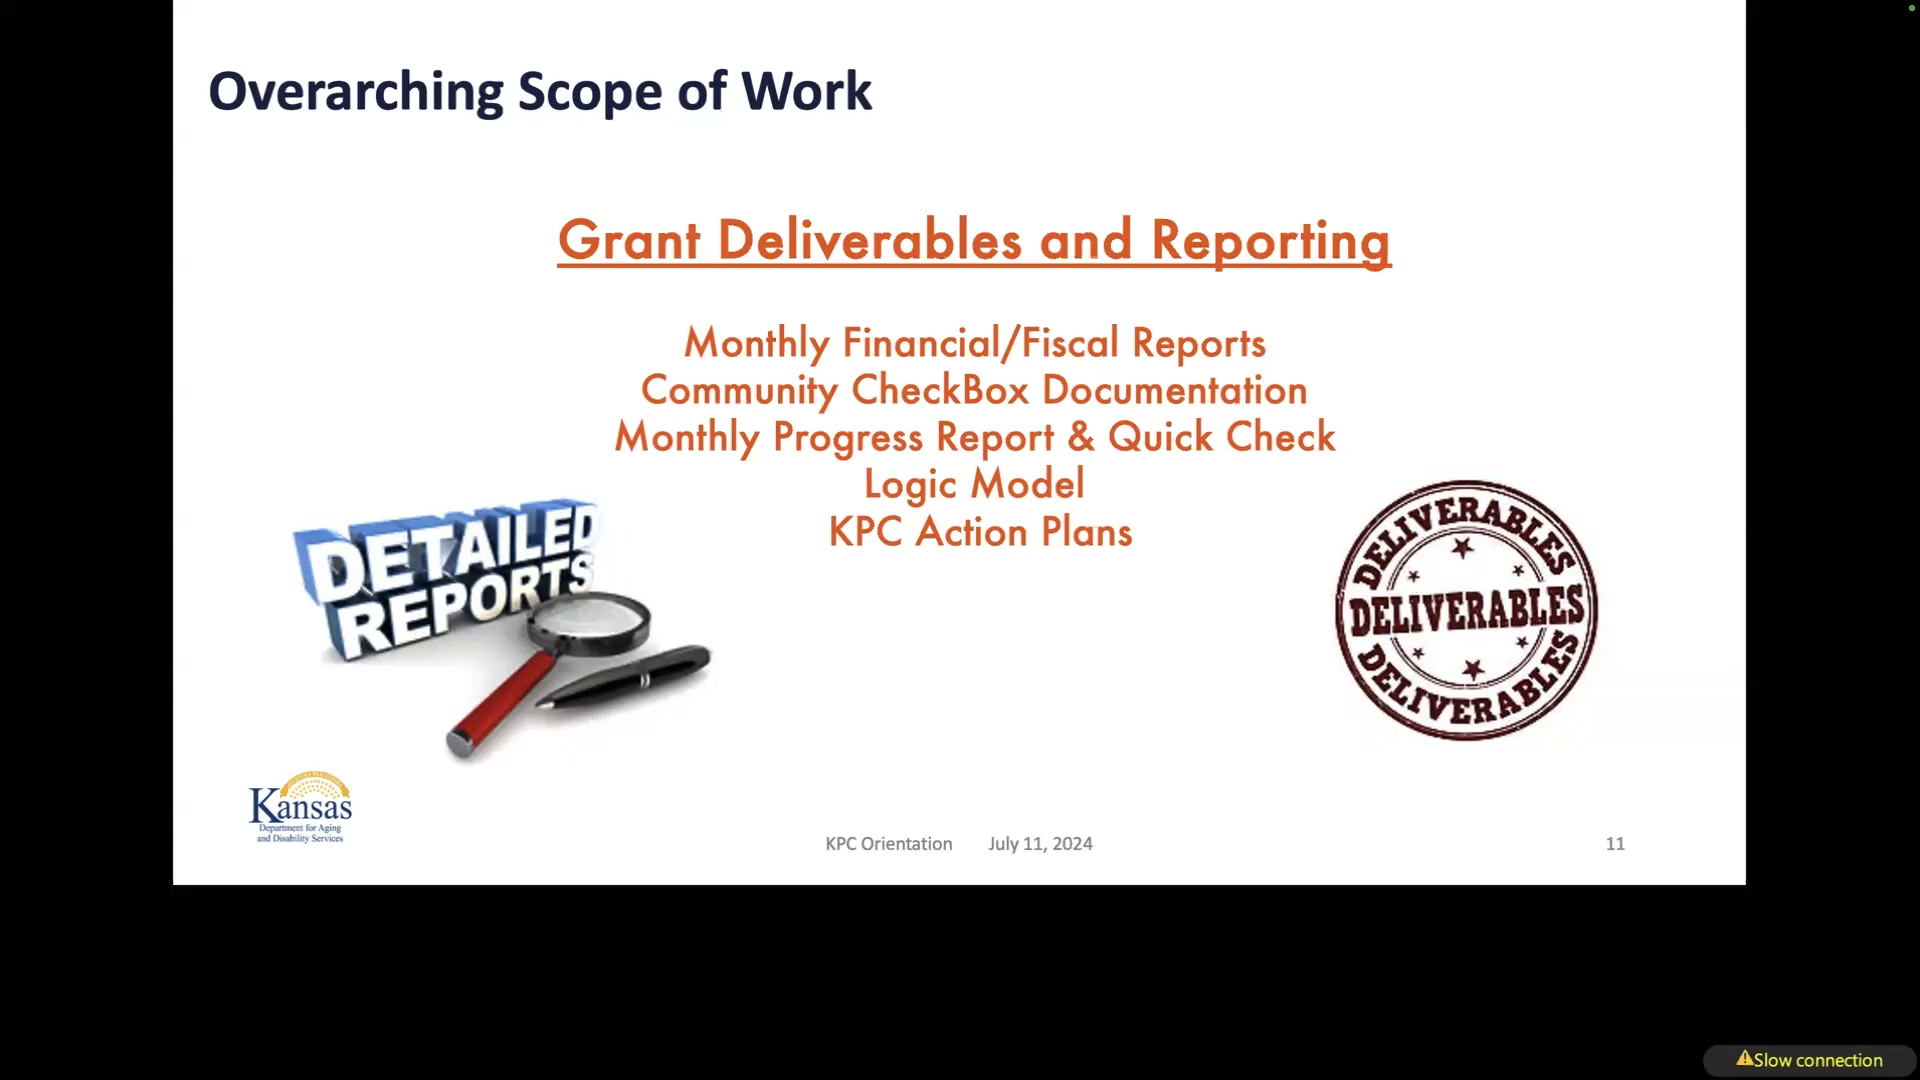 Overarching Scope of Work
Grant Deliverables and Reporting
Monthly Financial/Fiscal Reports
Community CheckBox Documentation
Monthly Progress Report & Quick Check
Logic Model
KPC Action Plans
DETAILED
REPORTS
DELIVERABLES
DELIVERABLES
DELIVERABLES
Kansas
Department for Aging
and Disability Services
KPC Orientation July 11, 2024
11
Slow connection